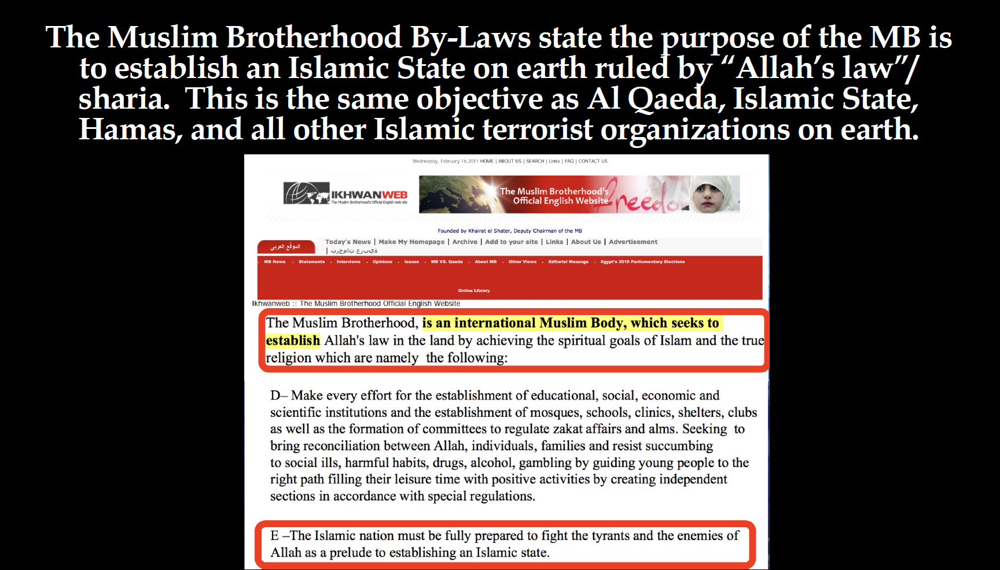 The Muslim Brotherhood By-Laws state the purpose of the MB is
to establish an Islamic State on earth ruled by “Allah’s law”/
sharia.  This is the same objective as Al Qaeda, Islamic State,
Hamas, and all other Islamic terrorist organizations on earth.
Wednesday, February 16,2011 HOME | ABOUT US | SEARCH | Links | FAQ | CONTACT US
IKHWANWEB
The Muslim Brotherhood's Official English web site
The Muslim Brotherhood's
Official English Website
freedo
Founded by Khairat el Shater, Deputy Chairman of the MB
الموقع العربي
Today's News | Make My Homepage | Archive | Add to your site | Links | About Us | Advertisement
MB News . Statements . Interviews . Opinions . Issues . MB VS. Qaeda . About MB . Other Views . Editorial Message . Egypt's 2010 Parliamentary Elections
Online Library
Ikhwanweb :: The Muslim Brotherhood Official English Website
The Muslim Brotherhood, is an international Muslim Body, which seeks to
establish Allah's law in the land by achieving the spiritual goals of Islam and the true
religion which are namely  the following:
D– Make every effort for the establishment of educational, social, economic and
scientific institutions and the establishment of mosques, schools, clinics, shelters, clubs
as well as the formation of committees to regulate zakat affairs and alms. Seeking  to
bring reconciliation between Allah, individuals, families and resist succumbing
to social ills, harmful habits, drugs, alcohol, gambling by guiding young people to the
right path filling their leisure time with positive activities by creating independent
sections in accordance with special regulations.
E –The Islamic nation must be fully prepared to fight the tyrants and the enemies of
Allah as a prelude to establishing an Islamic state.